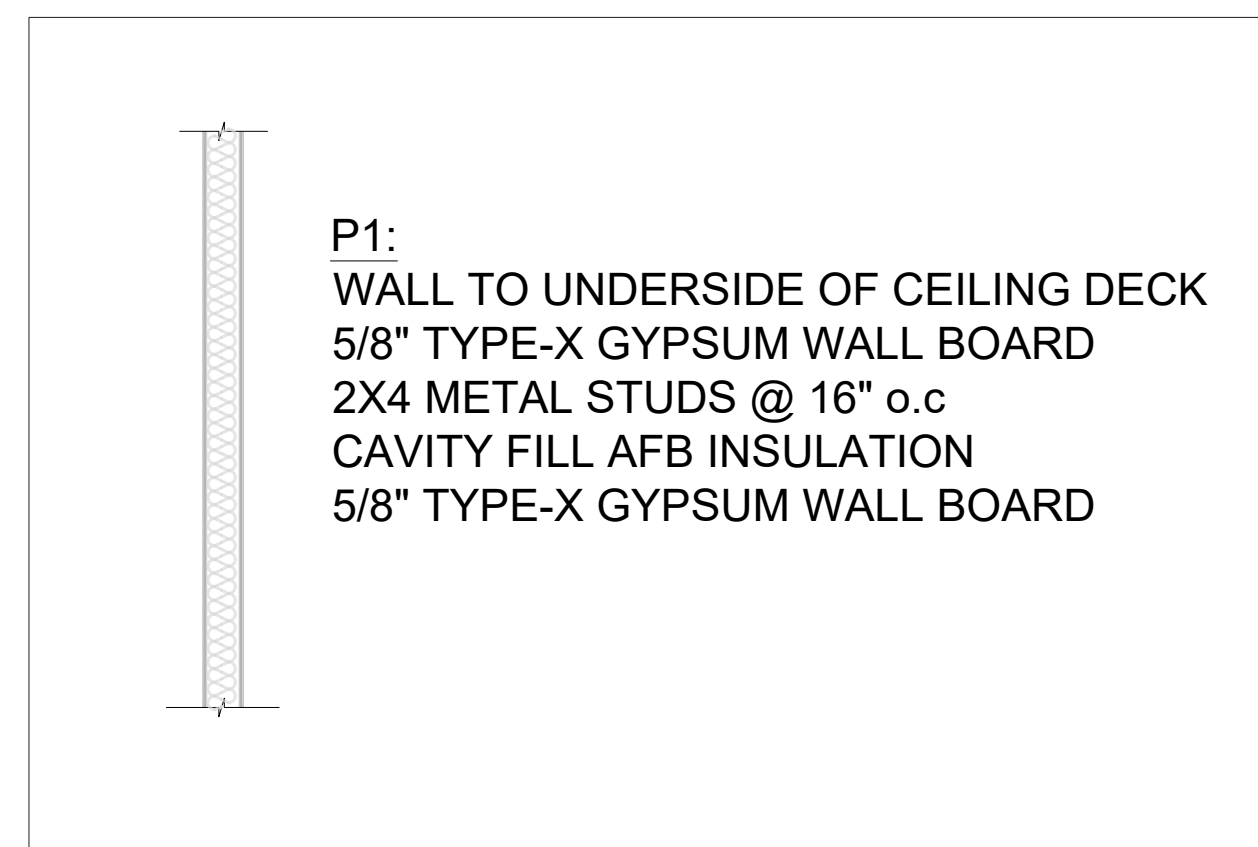 P1:
WALL TO UNDERSIDE OF CEILING DECK
5/8" TYPE-X GYPSUM WALL BOARD
2X4 METAL STUDS @ 16" o.c
CAVITY FILL AFB INSULATION
5/8" TYPE-X GYPSUM WALL BOARD